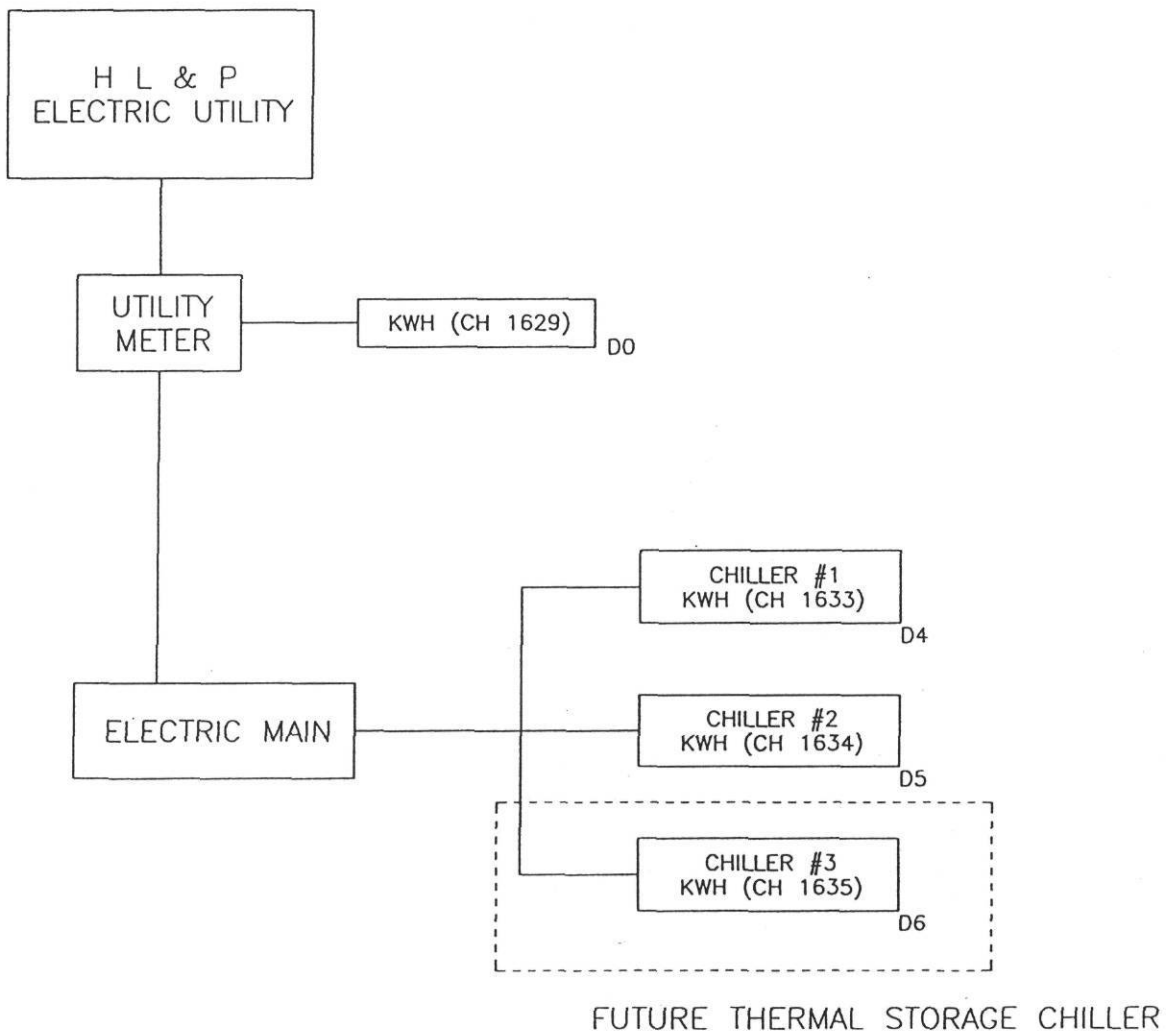 H L & P
ELECTRIC UTILITY
UTILITY
METER
KWH (CH 1629)
D0
CHILLER #1
KWH (CH 1633)
D4
ELECTRIC MAIN
CHILLER #2
KWH (CH 1634)
D5
CHILLER #3
KWH (CH 1635)
D6
FUTURE THERMAL STORAGE CHILLER